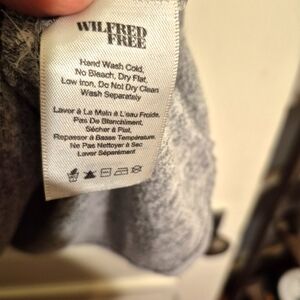 WILFRED
FREE
Hand Wash Cold,
No Bleach, Dry Flat,
Low Iron, Do Not Dry Clean
Wash Separately
Lavor à La Main à L'eau Froide.
Pas De Blanchiment,
Sécher à Plat,
Repasser à Basse Température.
Ne Pas Nettoyer à Sec
Laver Séparément